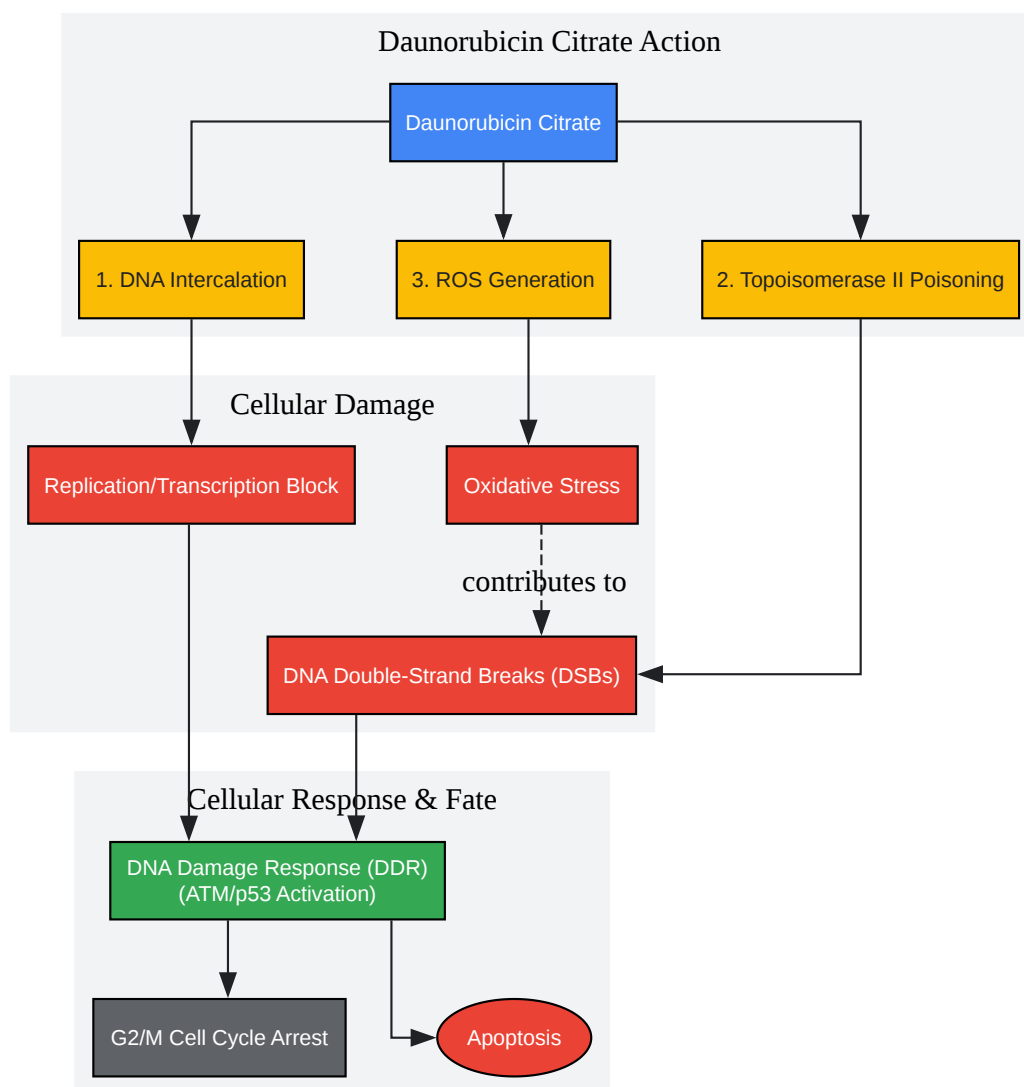 Daunorubicin Citrate Action
Daunorubicin Citrate
1. DNA Intercalation
3. ROS Generation
2. Topoisomerase II Poisoning
Cellular Damage
Replication/Transcription Block
Oxidative Stress
contributes to
DNA Double-Strand Breaks (DSBs)
Cellular Response & Fate
DNA Damage Response (DDR)
(ATM/p53 Activation)
G2/M Cell Cycle Arrest
Apoptosis